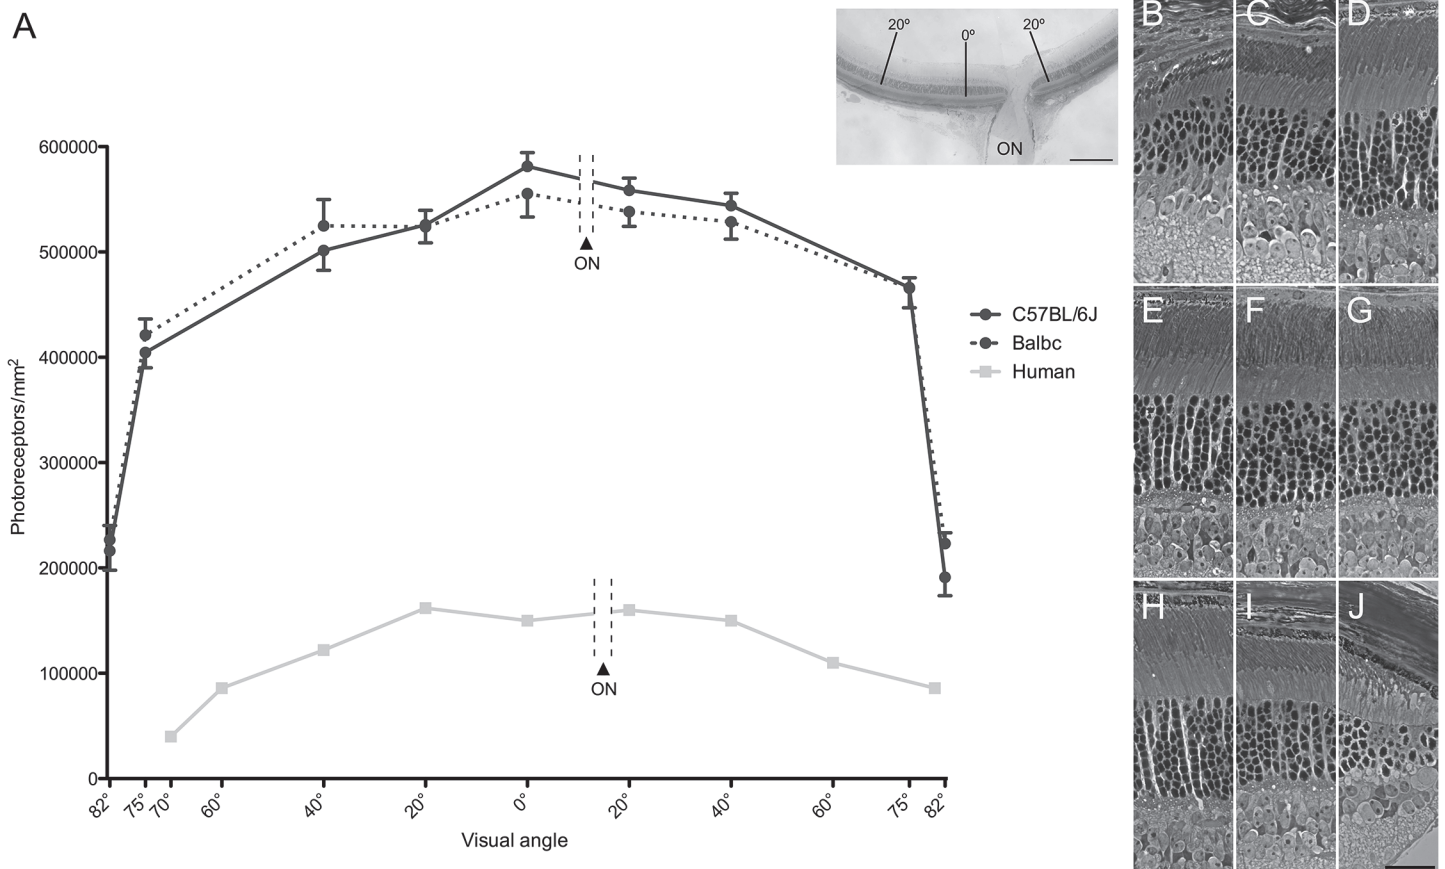 A
20°
0°
20°
ON
B
C
D
600000
500000
400000
300000
200000
100000
0
Photoreceptors/mm²
ON
ON
C57BL/6J
Balbc
Human
E
F
G
H
I
J
82°
75°
70°
60°
40°
20°
0°
20°
40°
60°
75°
82°
Visual angle